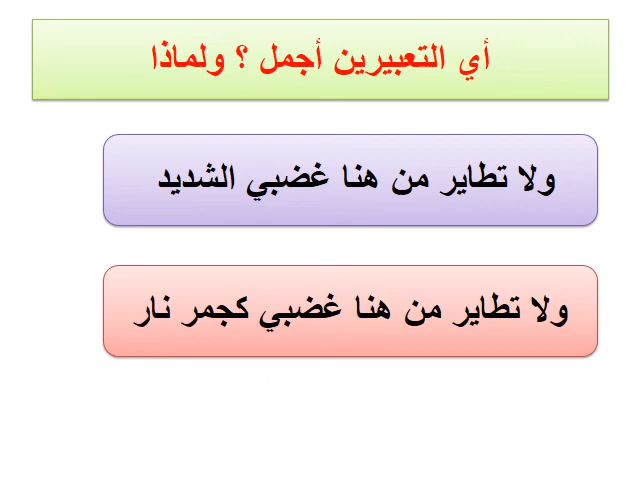 أي التعبيرين أجمل ؟ ولماذا
ولا تطاير من هنا غضبي الشديد
ولا تطاير من هنا غضبي كجمر نار